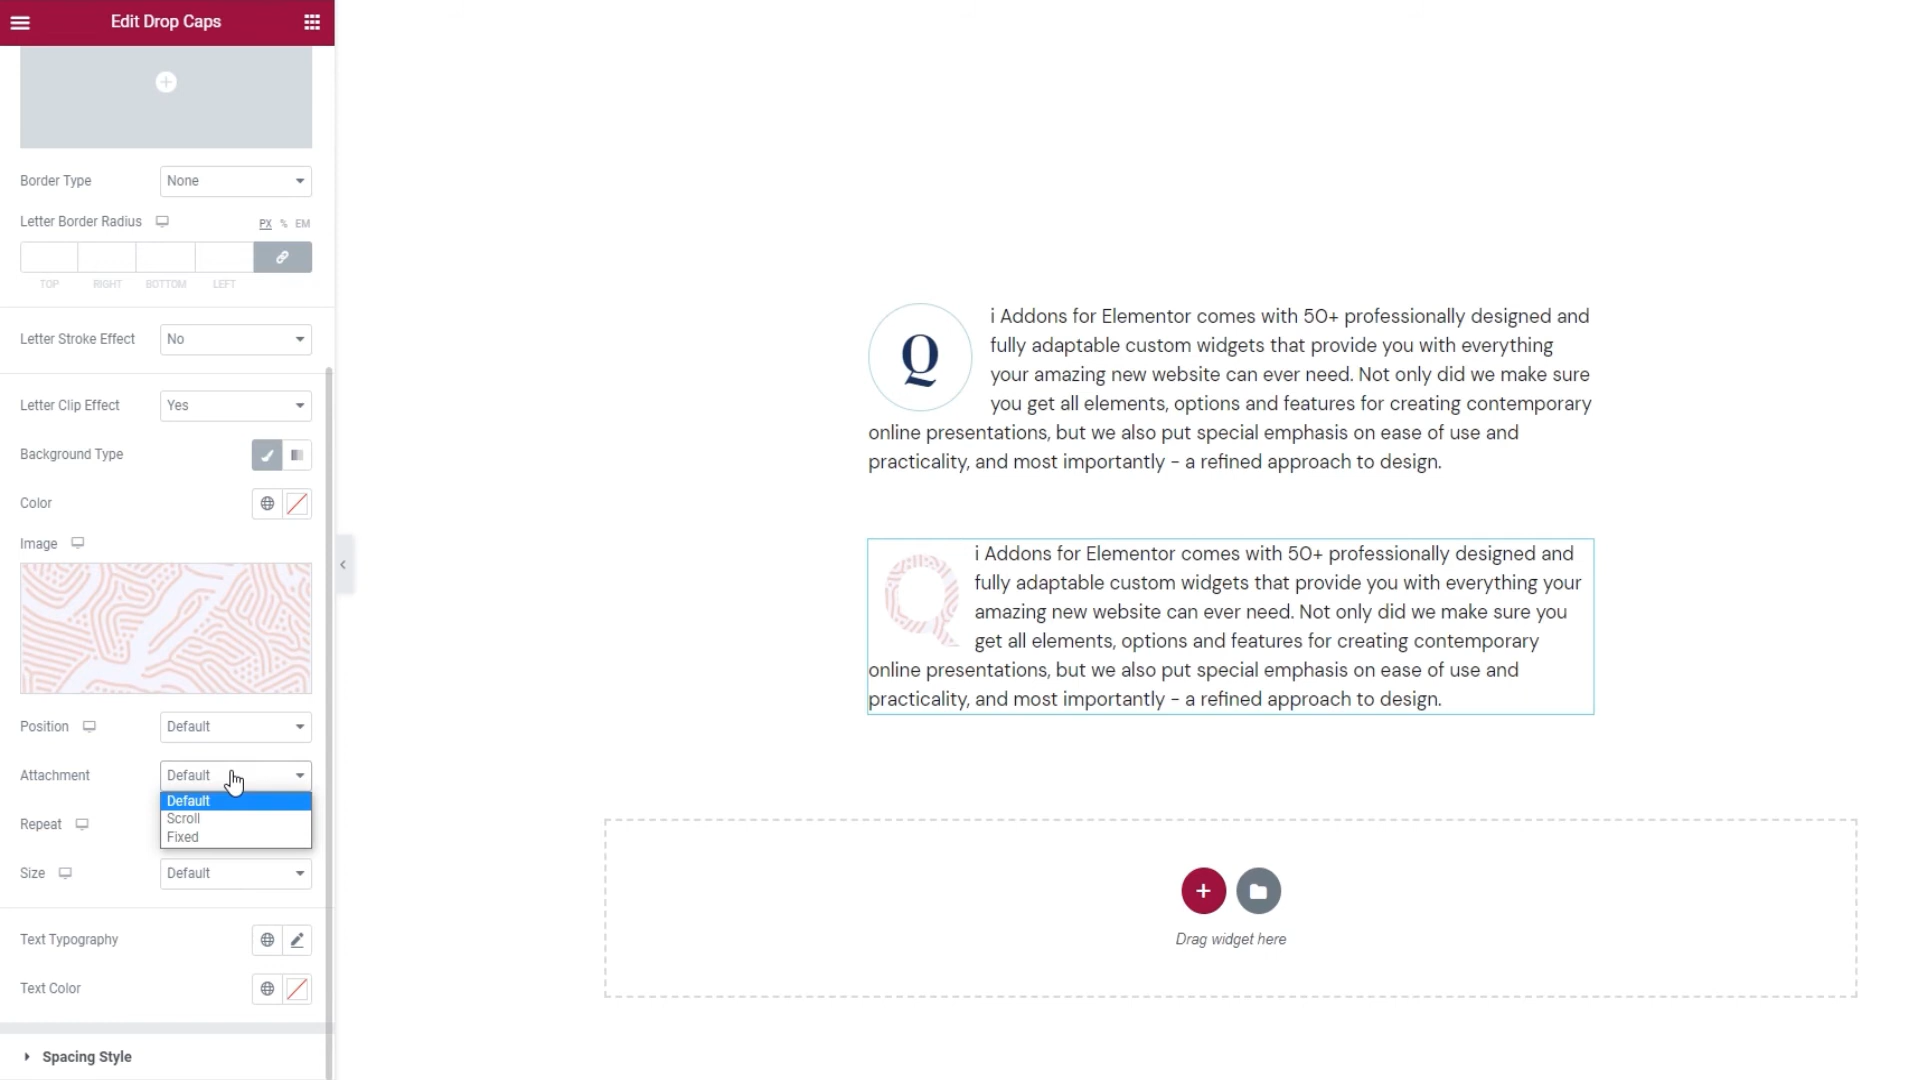 Edit Drop Caps
Border Type None
Letter Border Radius PX % EM
TOP RIGHT BOTTOM LEFT
Letter Stroke Effect No
Letter Clip Effect Yes
Background Type
Color
Image
Position Default
Attachment Default
Default
Scroll
Repeat
Fixed
Size Default
Text Typography
Text Color
Spacing Style
Q
i Addons for Elementor comes with 50+ professionally designed and
fully adaptable custom widgets that provide you with everything
your amazing new website can ever need. Not only did we make sure
you get all elements, options and features for creating contemporary
online presentations, but we also put special emphasis on ease of use and
practicality, and most importantly - a refined approach to design.
Q
i Addons for Elementor comes with 50+ professionally designed and
fully adaptable custom widgets that provide you with everything your
amazing new website can ever need. Not only did we make sure you
get all elements, options and features for creating contemporary
online presentations, but we also put special emphasis on ease of use and
practicality, and most importantly - a refined approach to design.
Drag widget here